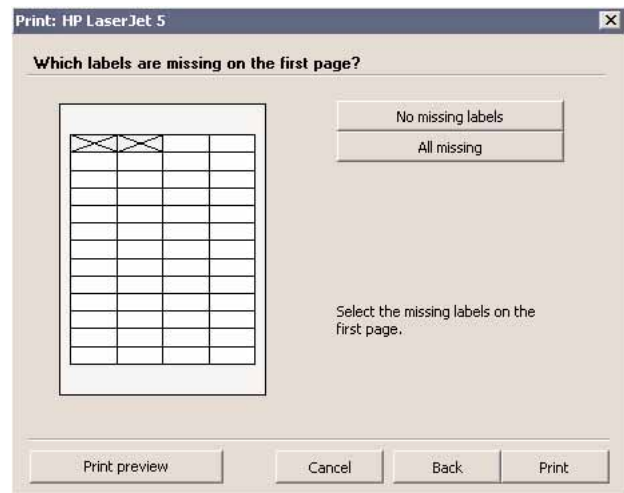 Print: HP LaserJet 5
Which labels are missing on the first page?
No missing labels
All missing
Select the missing labels on the
first page.
Print preview
Cancel
Back
Print